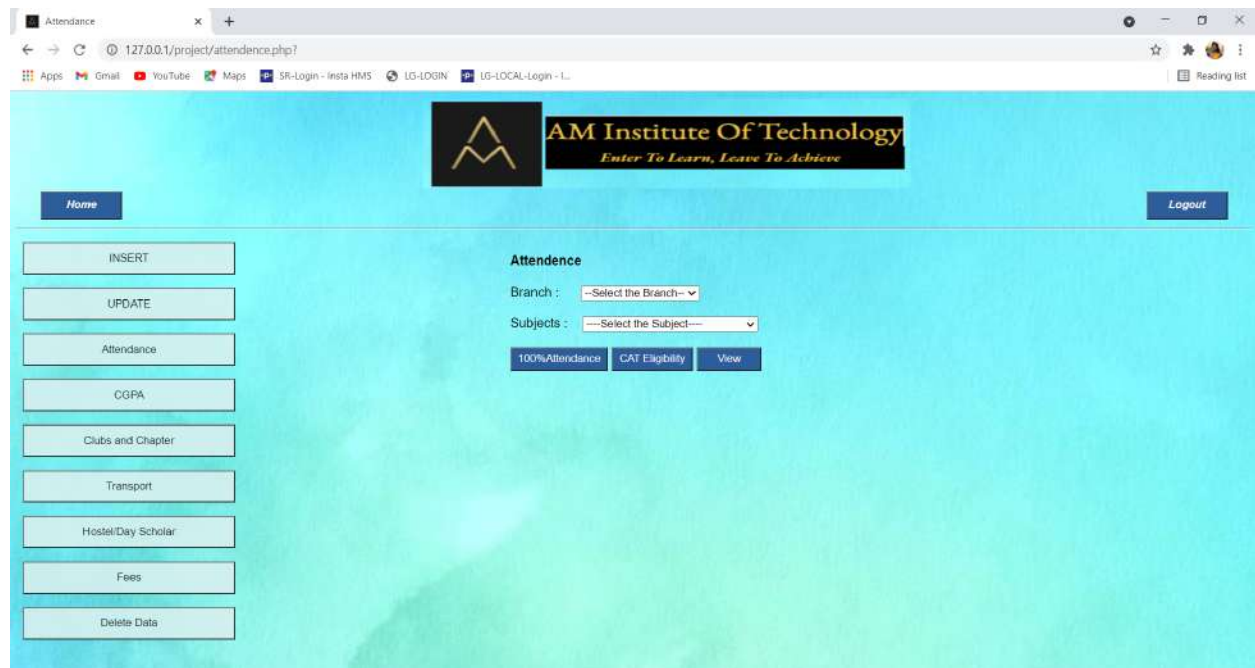 Attendance
127.0.0.1/project/attendence.php?
Apps Gmail YouTube Maps SR-Login - Insta HMS LG-LOGIN LG-LOCAL-Login - I... Reading list
AM Institute Of Technology
Enter To Learn, Leave To Achieve
Home Logout
INSERT
UPDATE
Attendance
CGPA
Clubs and Chapter
Transport
Hostel/Day Scholar
Fees
Delete Data
Attendence
Branch : --Select the Branch--
Subjects : ----Select the Subject----
100%Attendance CAT Eligibility View